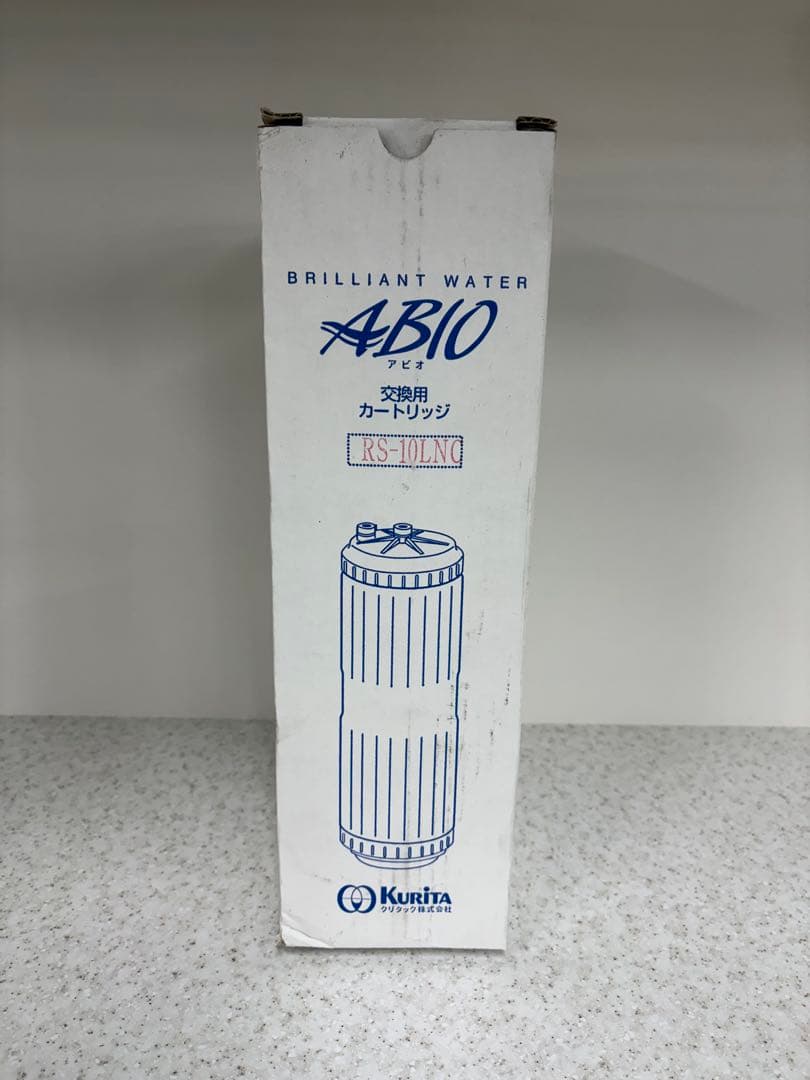 BRILLIANT WATER
ABIO
アビオ
交換用
カートリッジ
RS-10LNC
KURITA
クリタック株式会社